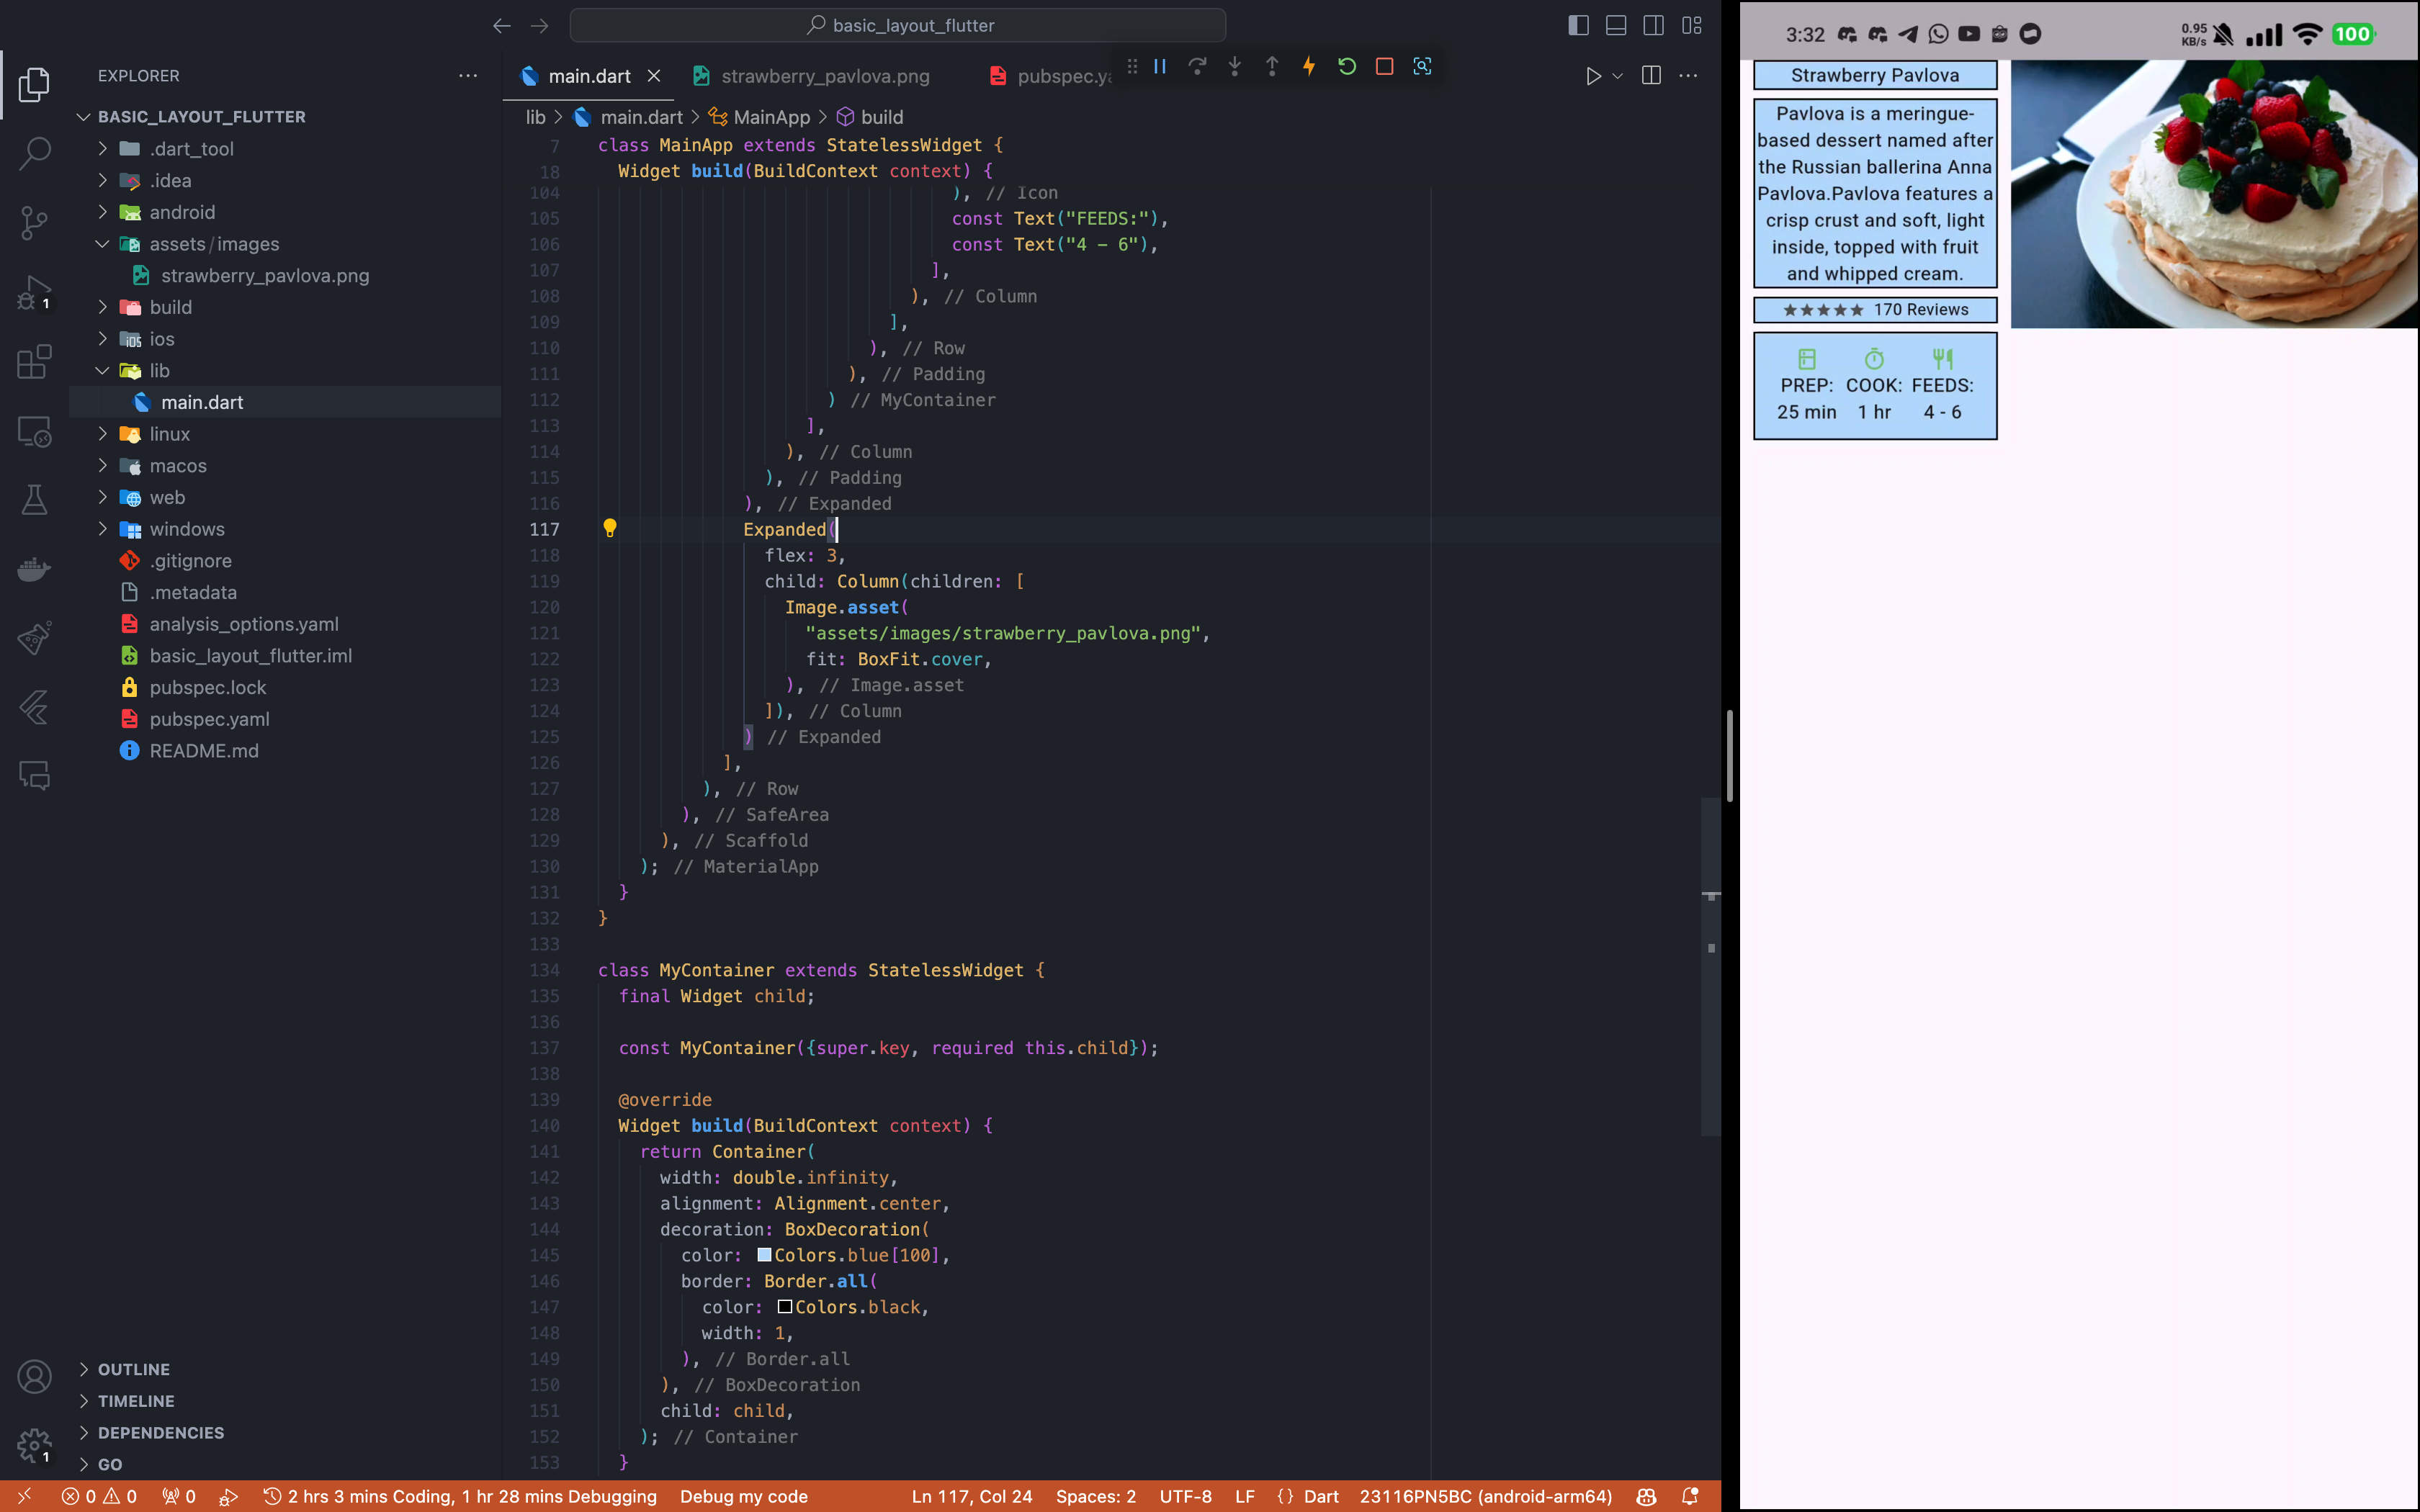 basic_layout_flutter
EXPLORER
BASIC_LAYOUT_FLUTTER
.dart_tool
.idea
android
assets/images
strawberry_pavlova.png
build
ios
lib
main.dart
linux
macos
web
windows
.gitignore
.metadata
analysis_options.yaml
basic_layout_flutter.iml
pubspec.lock
pubspec.yaml
README.md
OUTLINE
TIMELINE
DEPENDENCIES
GO
1
1
main.dart
strawberry_pavlova.png
pubspec.ya
lib > main.dart > MainApp > build
7 class MainApp extends StatelessWidget {
18 Widget build(BuildContext context) {
104 ), // Icon
105 const Text("FEEDS:"),
106 const Text("4 - 6"),
107 ],
108 ), // Column
109 ],
110 ), // Row
111 ), // Padding
112 ) // MyContainer
113 ],
114 ), // Column
115 ), // Padding
116 ), // Expanded
117 Expanded(
118 flex: 3,
119 child: Column(children: [
120 Image.asset(
121 "assets/images/strawberry_pavlova.png",
122 fit: BoxFit.cover,
123 ), // Image.asset
124 ]), // Column
125 ) // Expanded
126 ],
127 ), // Row
128 ), // SafeArea
129 ), // Scaffold
130 ); // MaterialApp
131 }
132 }
133
134 class MyContainer extends StatelessWidget {
135 final Widget child;
136
137 const MyContainer({super.key, required this.child});
138
139 @override
140 Widget build(BuildContext context) {
141 return Container(
142 width: double.infinity,
143 alignment: Alignment.center,
144 decoration: BoxDecoration(
145 color: Colors.blue[100],
146 border: Border.all(
147 color: Colors.black,
148 width: 1,
149 ), // Border.all
150 ), // BoxDecoration
151 child: child,
152 ); // Container
153 }
0 0 0 2 hrs 3 mins Coding, 1 hr 28 mins Debugging Debug my code Ln 117, Col 24 Spaces: 2 UTF-8 LF {} Dart 23116PN5BC (android-arm64)
3:32 0.95 KB/s 100
Strawberry Pavlova
Pavlova is a meringue-
based dessert named after
the Russian ballerina Anna
Pavlova.Pavlova features a
crisp crust and soft, light
inside, topped with fruit
and whipped cream.
170 Reviews
PREP: COOK: FEEDS:
25 min 1 hr 4 - 6